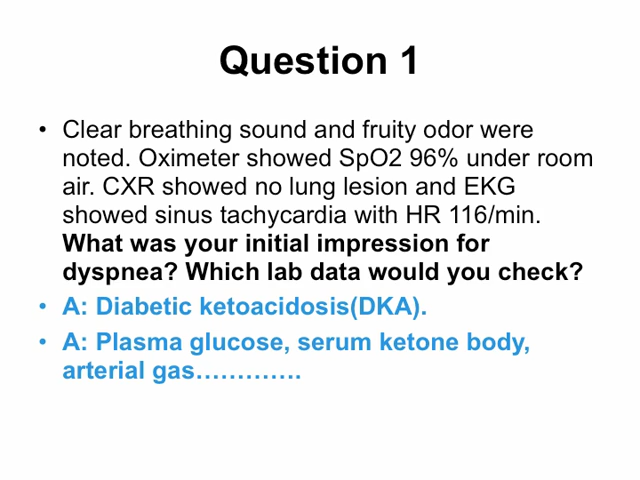 Question 1
• Clear breathing sound and fruity odor were
noted. Oximeter showed SpO2 96% under room
air. CXR showed no lung lesion and EKG
showed sinus tachycardia with HR 116/min.
What was your initial impression for
dyspnea? Which lab data would you check?
• A: Diabetic ketoacidosis(DKA).
• A: Plasma glucose, serum ketone body,
arterial gas………….